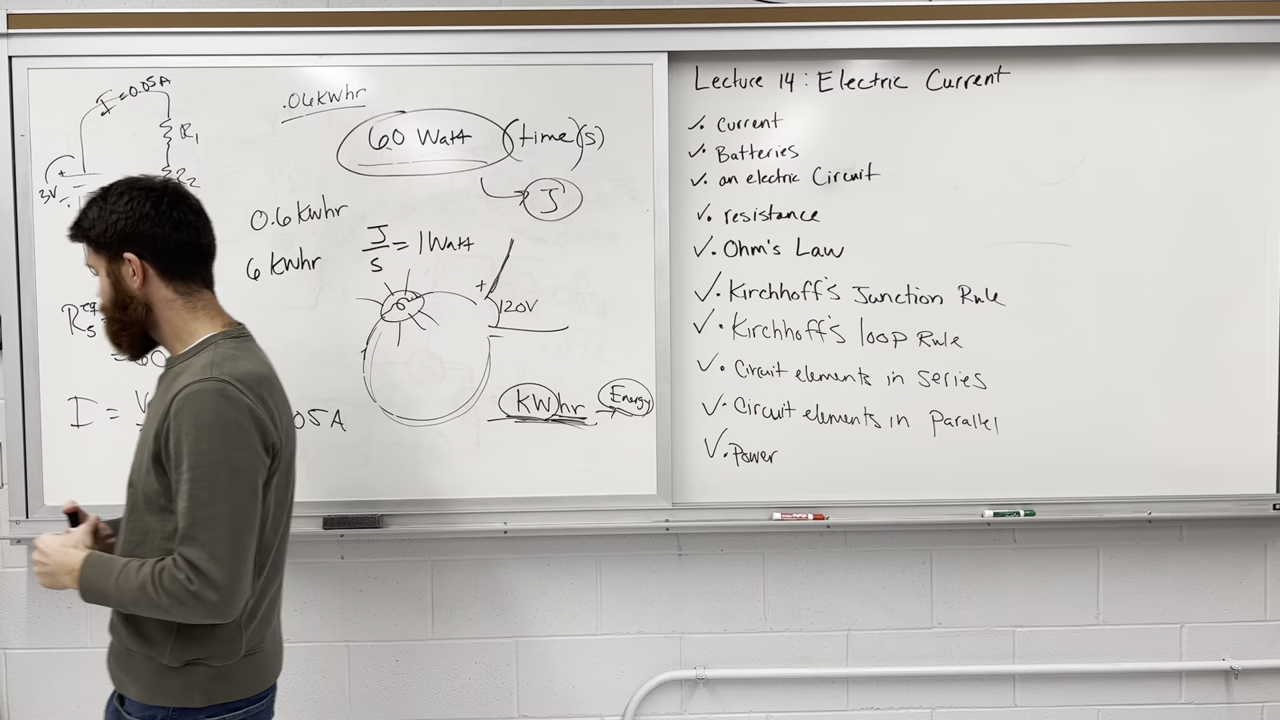 I = 0.05A
R1
R2
3V
+
.06KWhr
60 Watt (time)(s)
J
0.6 KWhr
6 KWhr
J/s = 1 Watt
+
120V
KWhr → Energy
I =
05A
Lecture 14: Electric Current
✓. Current
✓. Batteries
✓. an electric Circuit
✓. resistance
✓. Ohm's Law
✓. Kirchhoff's Junction Rule
✓. Kirchhoff's loop Rule
✓. Circuit elements in series
✓. Circuit elements in Parallel
✓. Power